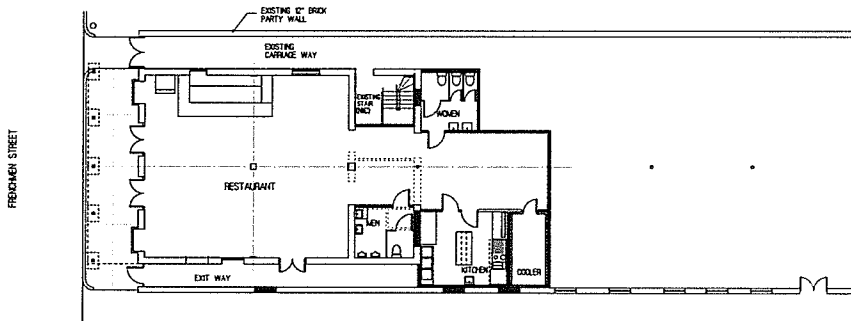 EXISTING 12" BRICK
PARTY WALL
EXISTING
CARRIAGE WAY
EXISTING
STAIR
(NIC)
WOMEN
FRENCHMEN STREET
RESTAURANT
MEN
KITCHEN
COOLER
EXIT WAY